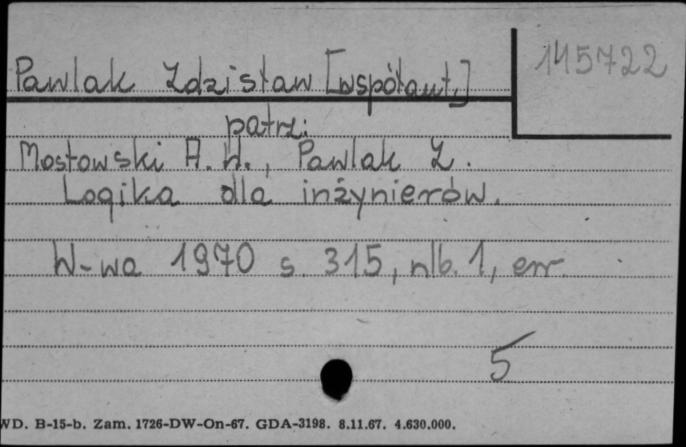 Pawlak Zdzisław [współaut.]
145722
patrz:
Mostowski A. W., Pawlak Z.
Logika dla inżynierów.
W-wa 1970 s. 315, nlb. 1, err.
5
WD. B-15-b. Zam. 1726-DW-On-67. GDA-3198. 8.11.67. 4.630.000.